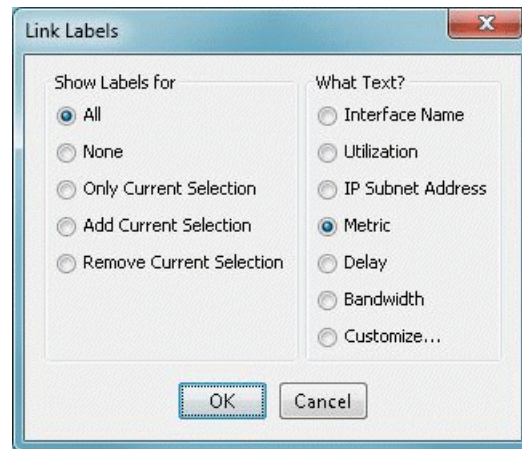 Link Labels
Show Labels for
All
None
Only Current Selection
Add Current Selection
Remove Current Selection
What Text?
Interface Name
Utilization
IP Subnet Address
Metric
Delay
Bandwidth
Customize...
OK
Cancel